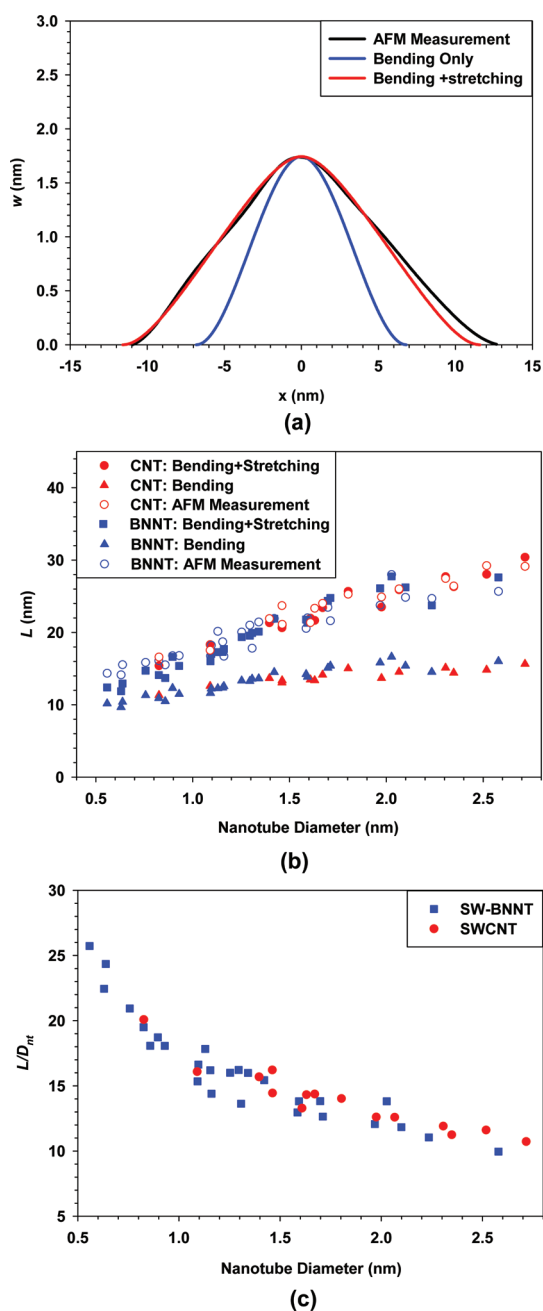 3.0
AFM Measurement
Bending Only
Bending +stretching
2.5
2.0
1.5
1.0
0.5
0.0
w (nm)
-15 -10 -5 0 5 10 15
x (nm)
(a)
CNT: Bending+Stretching
CNT: Bending
CNT: AFM Measurement
BNNT: Bending+Stretching
BNNT: Bending
BNNT: AFM Measurement
40
30
20
10
0
L (nm)
0.5 1.0 1.5 2.0 2.5
Nanotube Diameter (nm)
(b)
30
SW-BNNT
SWCNT
25
20
15
10
5
L/Dnt
0.5 1.0 1.5 2.0 2.5
Nanotube Diameter (nm)
(c)